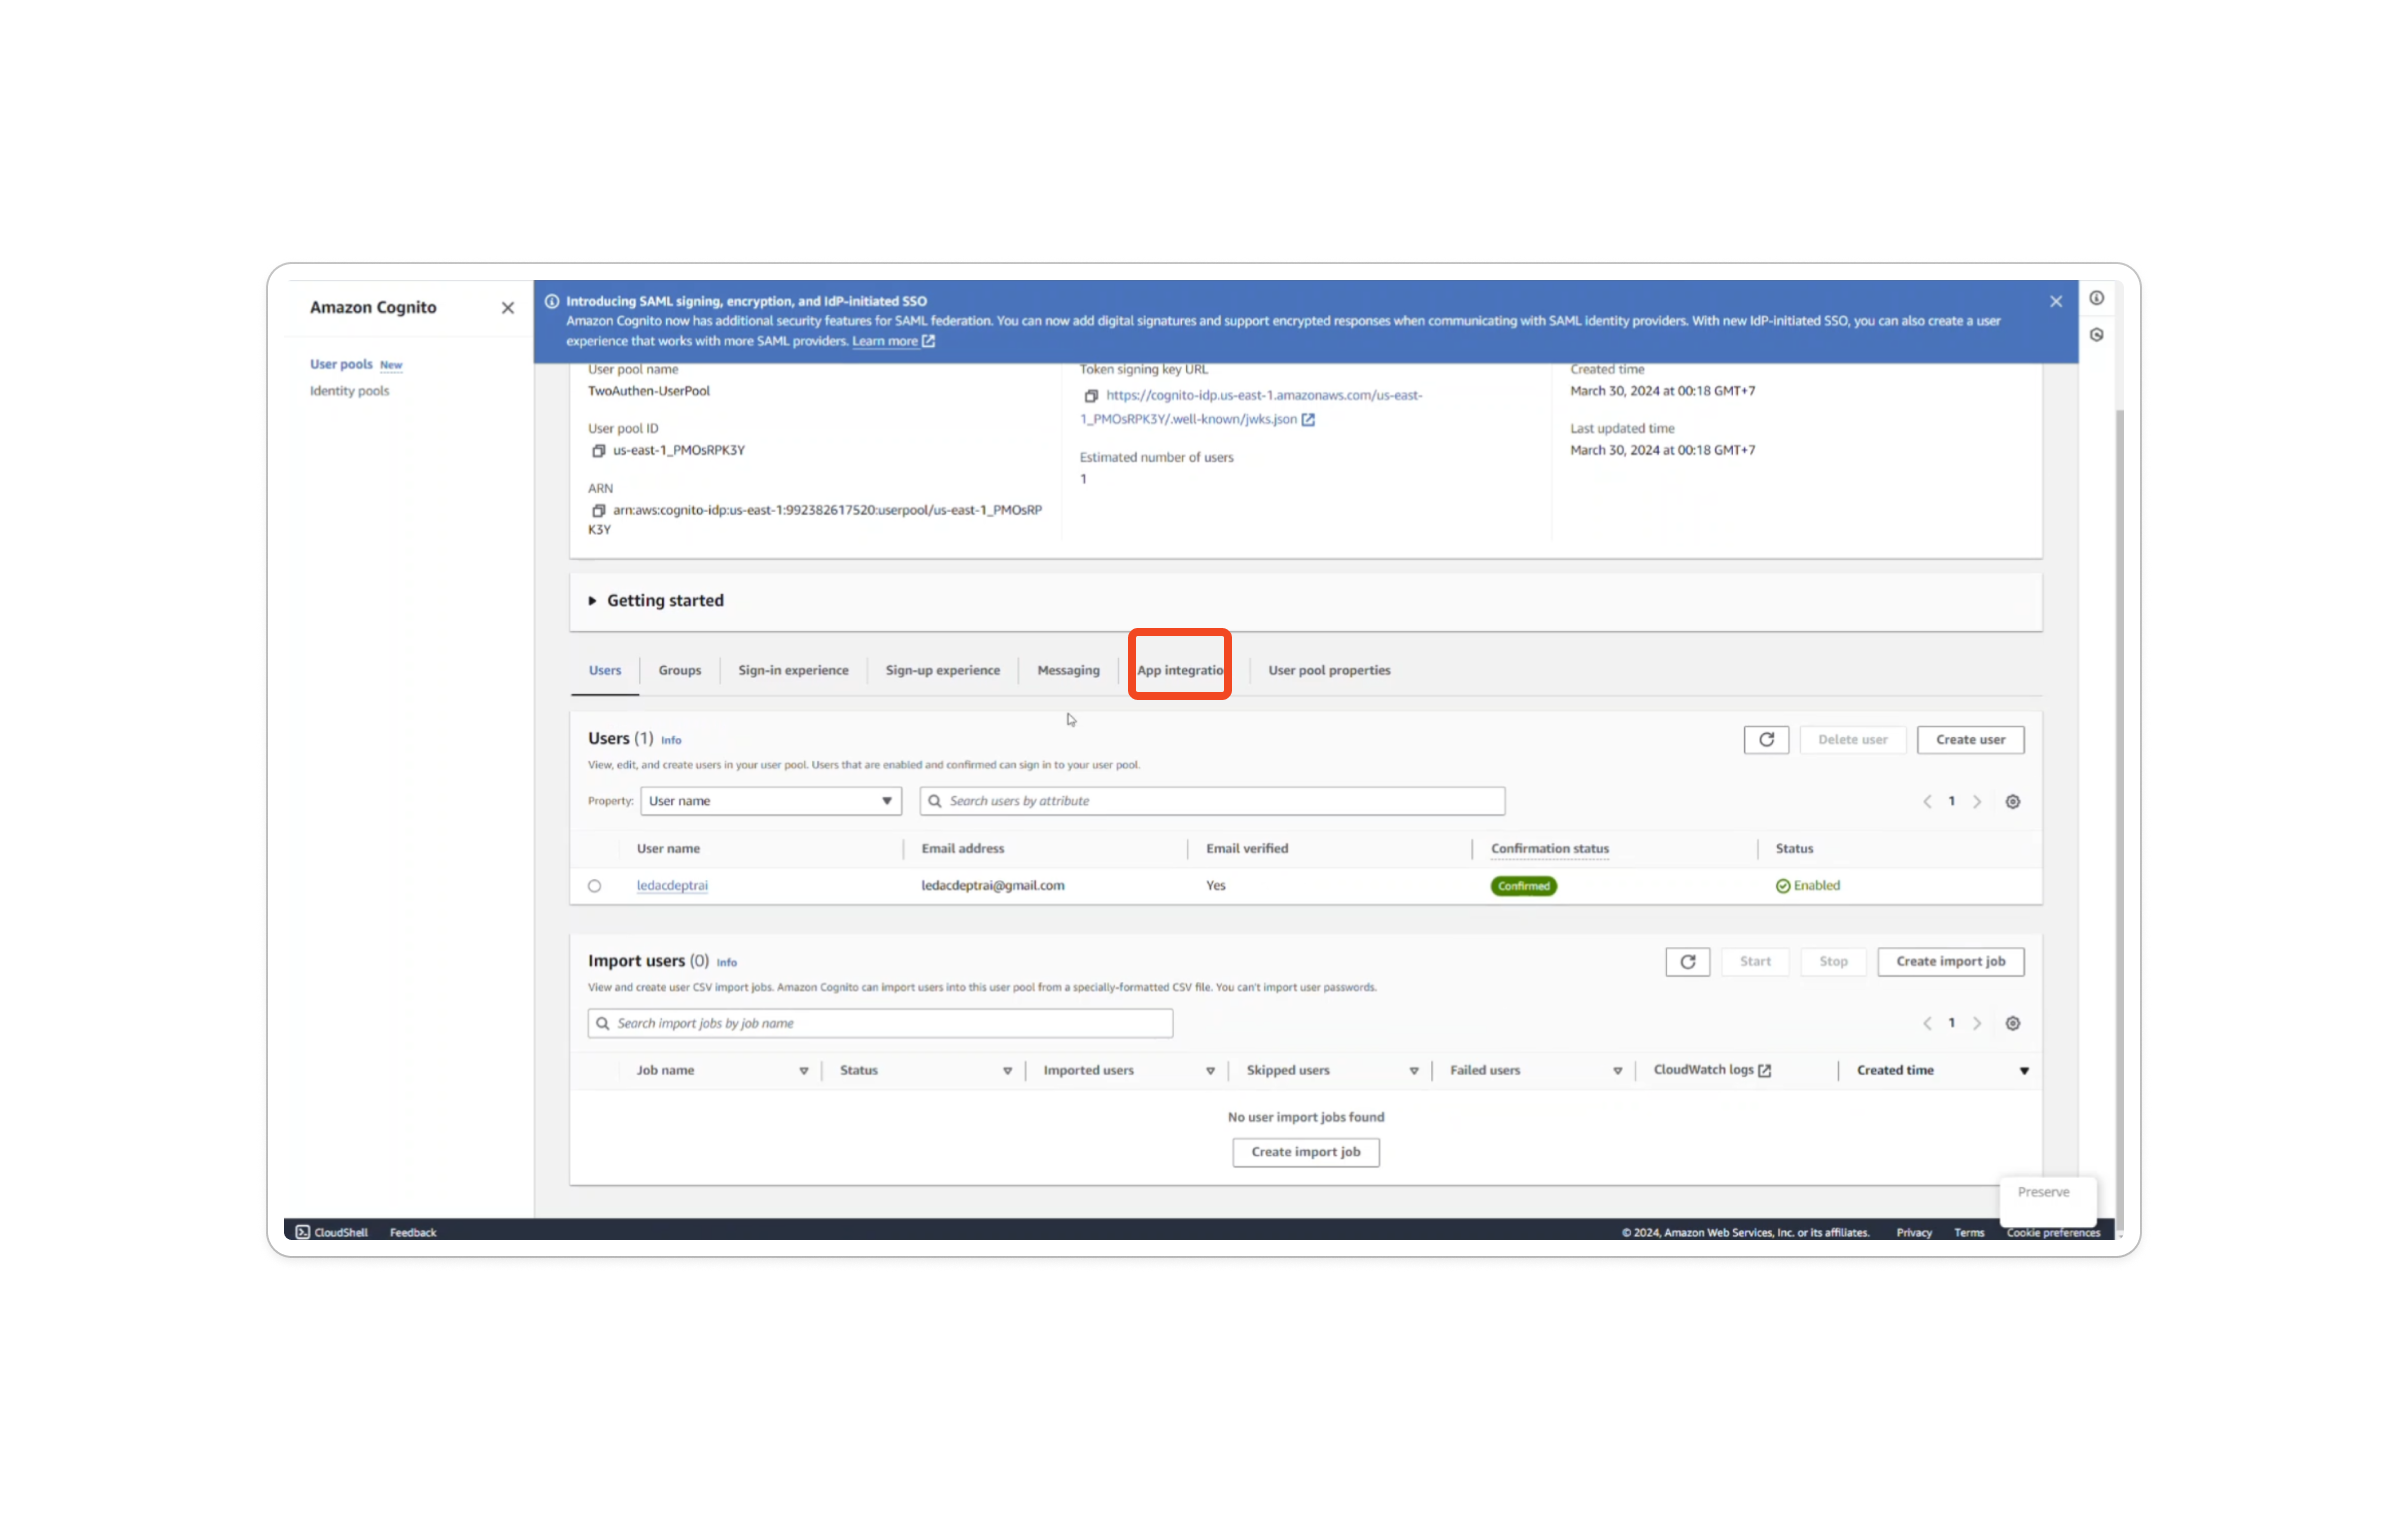 Amazon Cognito
User pools New
Identity pools
Introducing SAML signing, encryption, and IdP-initiated SSO
Amazon Cognito now has additional security features for SAML federation. You can now add digital signatures and support encrypted responses when communicating with SAML identity providers. With new IdP-initiated SSO, you can also create a user
experience that works with more SAML providers. Learn more
User pool name
TwoAuthen-UserPool
User pool ID
us-east-1_PMOsRPK3Y
ARN
arn:aws:cognito-idp:us-east-1:992382617520:userpool/us-east-1_PMOsRP
K3Y
Token signing key URL
https://cognito-idp.us-east-1.amazonaws.com/us-east-
1_PMOsRPK3Y/.well-known/jwks.json
Estimated number of users
1
Created time
March 30, 2024 at 00:18 GMT+7
Last updated time
March 30, 2024 at 00:18 GMT+7
Getting started
Users Groups Sign-in experience Sign-up experience Messaging App integratio User pool properties
Users (1) Info
Delete user Create user
View, edit, and create users in your user pool. Users that are enabled and confirmed can sign in to your user pool.
Property: User name Search users by attribute 1
User name Email address Email verified Confirmation status Status
ledacdeptrai ledacdeptrai@gmail.com Yes Confirmed Enabled
Import users (0) Info
Start Stop Create import job
View and create user CSV import jobs. Amazon Cognito can import users into this user pool from a specially-formatted CSV file. You can't import user passwords.
Search import jobs by job name 1
Job name Status Imported users Skipped users Failed users CloudWatch logs Created time
No user import jobs found
Create import job
Preserve
CloudShell Feedback © 2024, Amazon Web Services, Inc. or its affiliates. Privacy Terms Cookie preferences